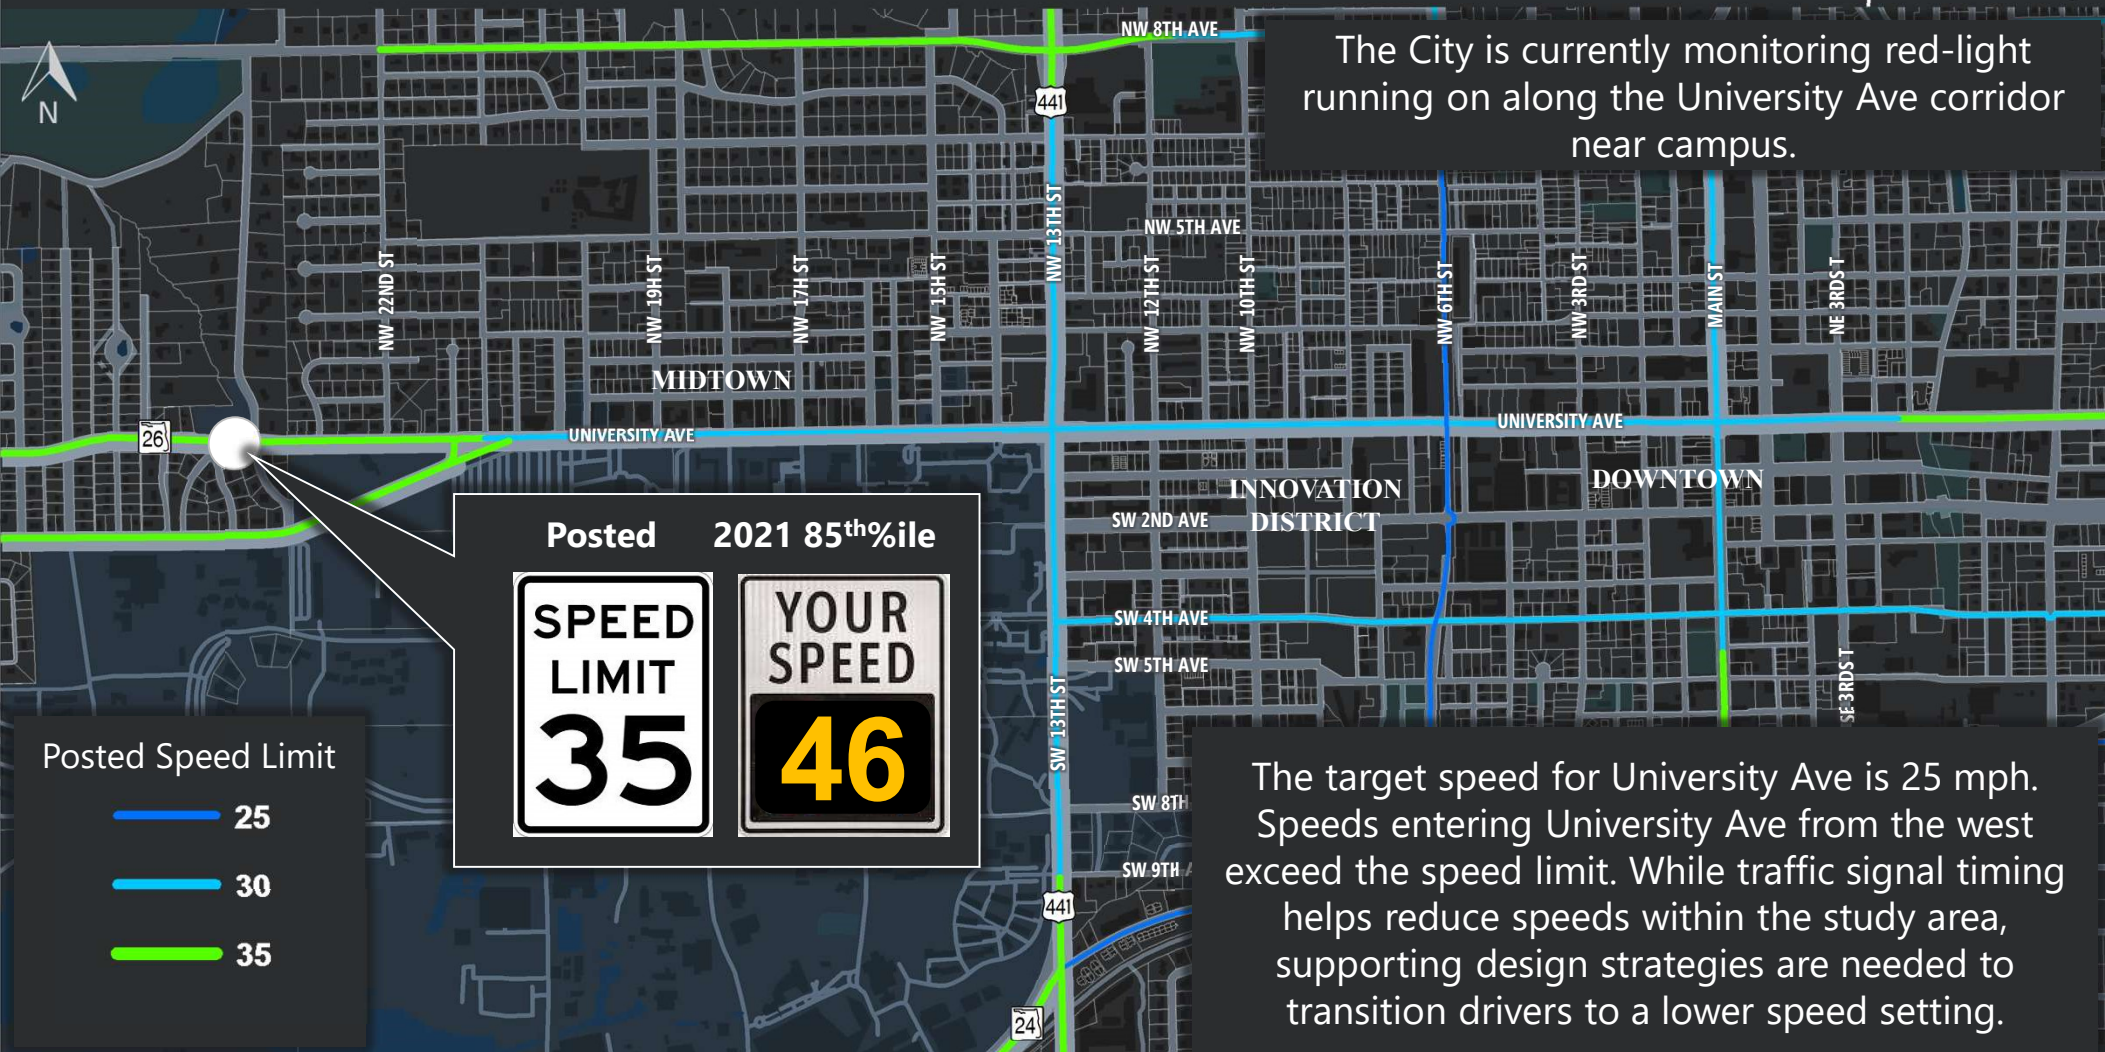 NW 8TH AVE
The City is currently monitoring red-light
running on along the University Ave corridor
near campus.
N
441
NW 13TH ST
NW 5TH AVE
NW 22ND ST
NW 19H ST
NW 17H ST
NW 15H ST
NW 12TH ST
NW 10TH ST
NW 6TH ST
NW 3RD ST
MAIN ST
NE 3RDS T
MIDTOWN
26
UNIVERSITY AVE
UNIVERSITY AVE
INNOVATION
DISTRICT
DOWNTOWN
SW 2ND AVE
Posted 2021 85th%ile
SPEED
LIMIT
35
YOUR
SPEED
46
SW 4TH AVE
SW 5TH AVE
SW 13TH ST
SE 3RDS T
SW 8TH
SW 9TH
441
24
Posted Speed Limit
25
30
35
The target speed for University Ave is 25 mph.
Speeds entering University Ave from the west
exceed the speed limit. While traffic signal timing
helps reduce speeds within the study area,
supporting design strategies are needed to
transition drivers to a lower speed setting.